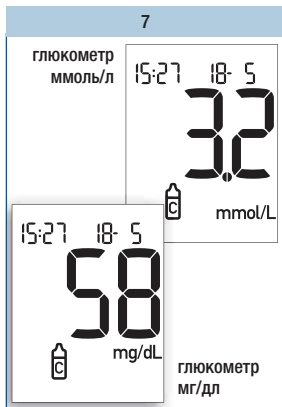 7
глюкометр
ммоль/л
15:27 18- 5
3.2
C
mmol/L
15:27 18- 5
58
mg/dL
C
глюкометр
мг/дл